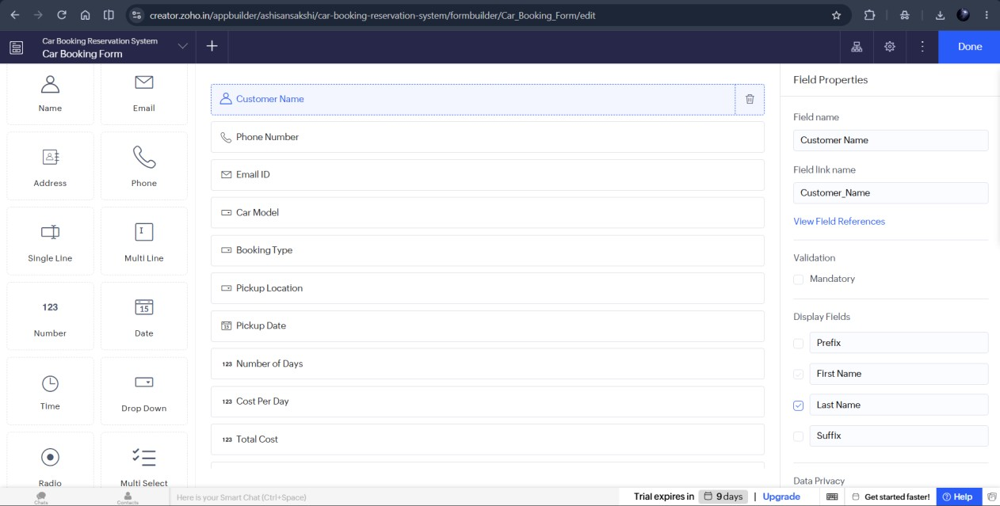 creator.zoho.in/appbuilder/ashisansakshi/car-booking-reservation-system/formbuilder/Car_Booking_Form/edit
Car Booking Reservation System
Car Booking Form
Done
Name
Email
Address
Phone
Single Line
Multi Line
123
Number
15
Date
Time
Drop Down
Radio
Multi Select
Customer Name
Phone Number
Email ID
Car Model
Booking Type
Pickup Location
15 Pickup Date
123 Number of Days
123 Cost Per Day
123 Total Cost
Field Properties
Field name
Customer Name
Field link name
Customer_Name
View Field References
Validation
Mandatory
Display Fields
Prefix
First Name
Last Name
Suffix
Data Privacy
Chats
Contacts
Here is your Smart Chat (Ctrl+Space)
Trial expires in 9 days | Upgrade
Get started faster!
Help